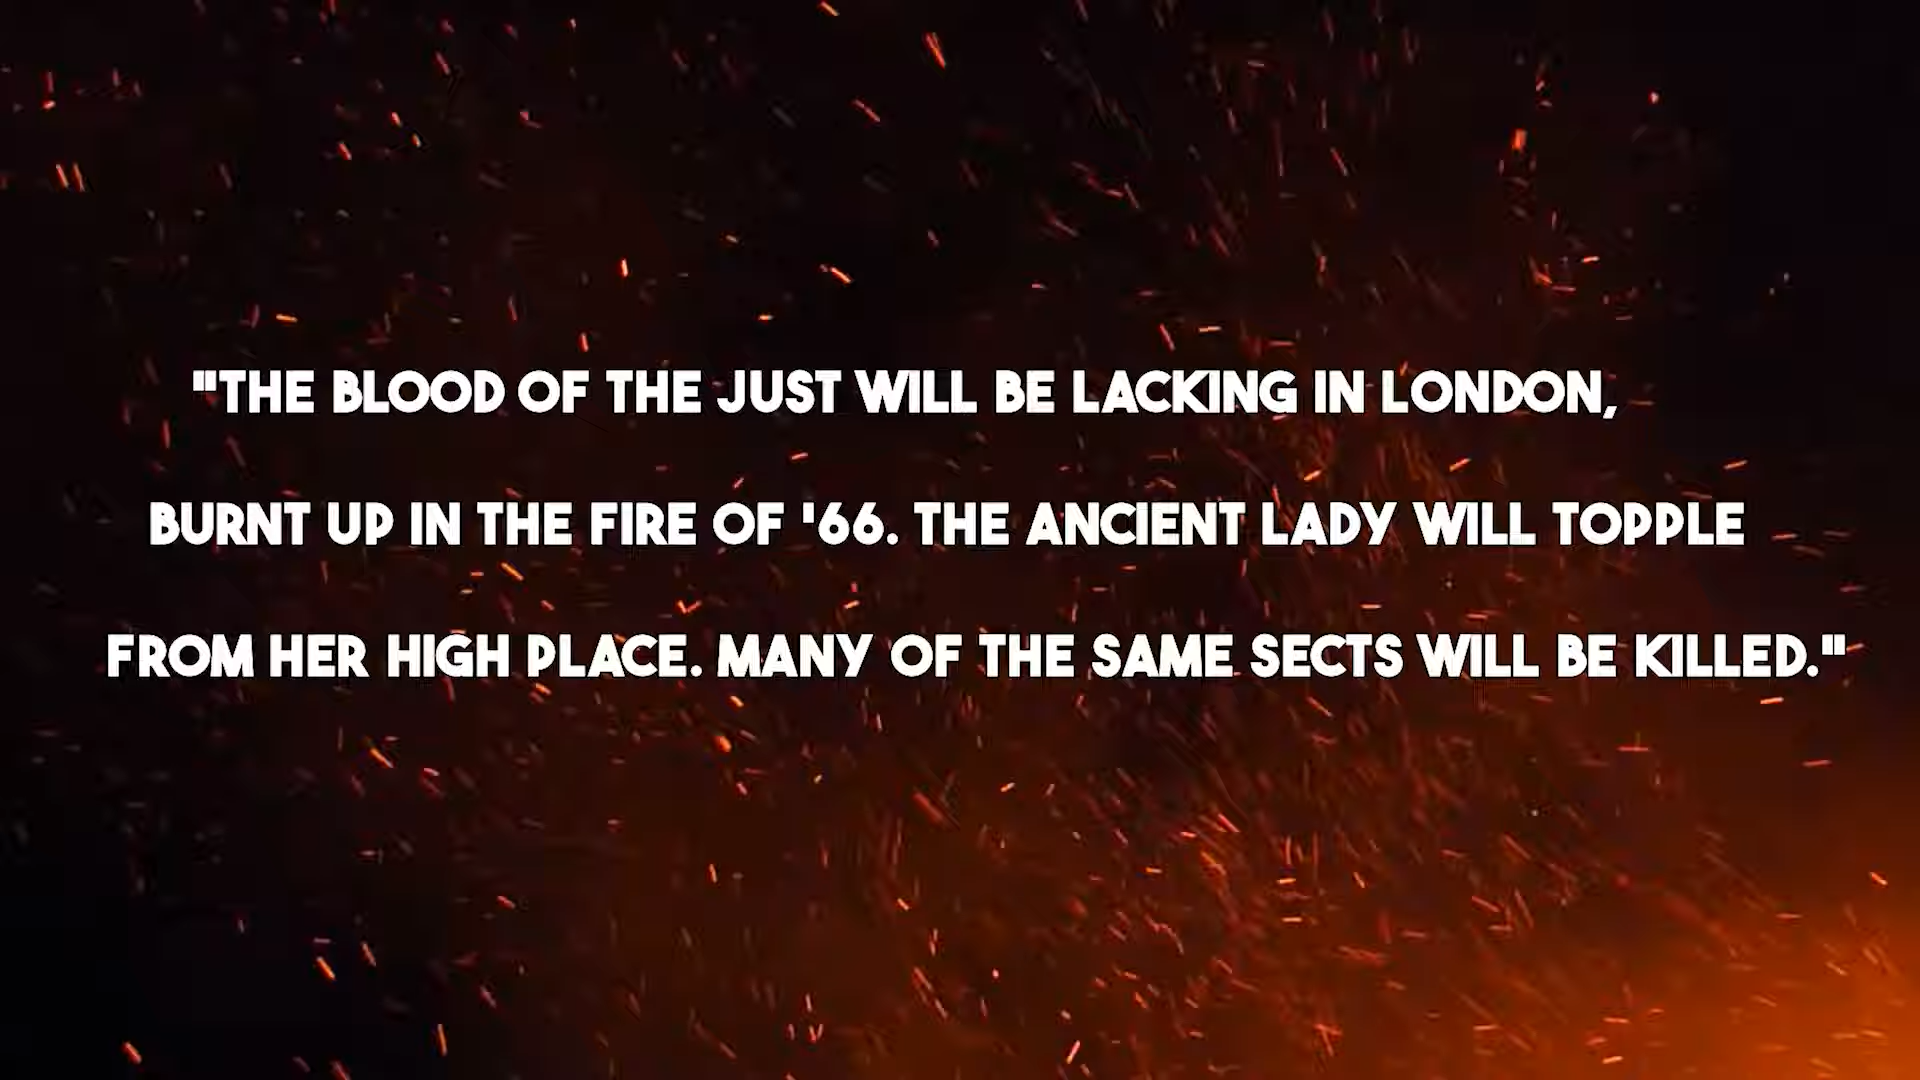 "THE BLOOD OF THE JUST WILL BE LACKING IN LONDON,
BURNT UP IN THE FIRE OF '66. THE ANCIENT LADY WILL TOPPLE
FROM HER HIGH PLACE. MANY OF THE SAME SECTS WILL BE KILLED."